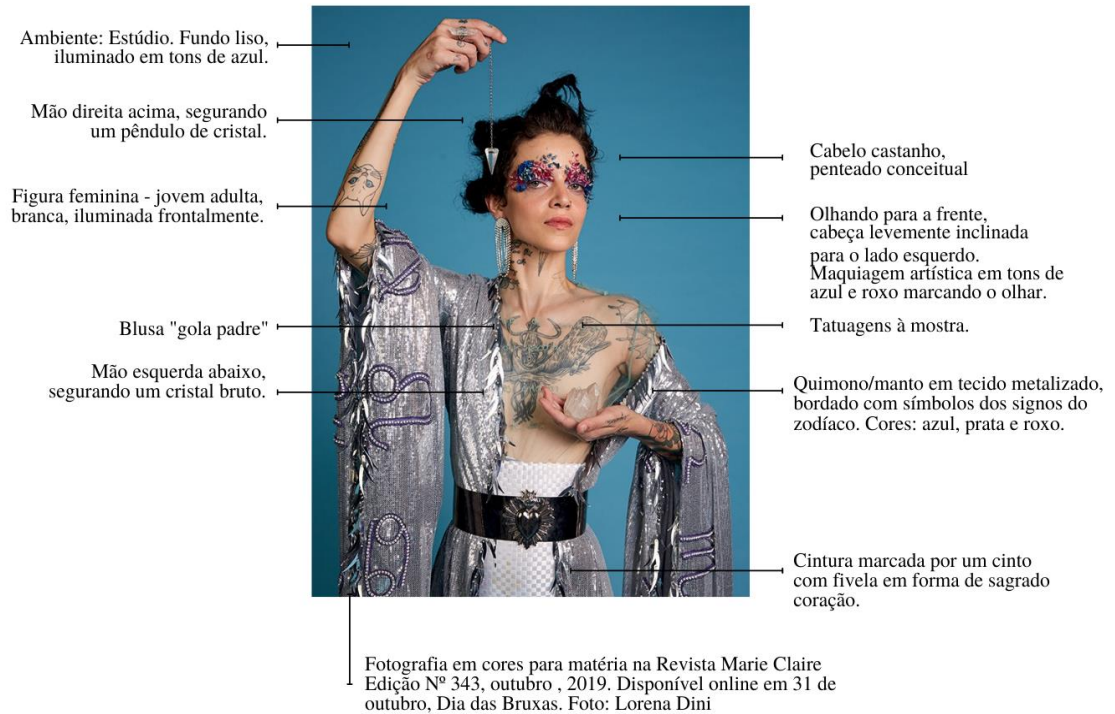 Ambiente: Estúdio. Fundo liso,
iluminado em tons de azul.
Mão direita acima, segurando
um pêndulo de cristal.
Figura feminina - jovem adulta,
branca, iluminada frontalmente.
Blusa "gola padre"
Mão esquerda abaixo,
segurando um cristal bruto.
Cabelo castanho,
penteado conceitual
Olhando para a frente,
cabeça levemente inclinada
para o lado esquerdo.
Maquiagem artística em tons de
azul e roxo marcando o olhar.
Tatuagens à mostra.
Quimono/manto em tecido metalizado,
bordado com símbolos dos signos do
zodíaco. Cores: azul, prata e roxo.
Cintura marcada por um cinto
com fivela em forma de sagrado
coração.
Fotografia em cores para matéria na Revista Marie Claire
Edição Nº 343, outubro , 2019. Disponível online em 31 de
outubro, Dia das Bruxas. Foto: Lorena Dini